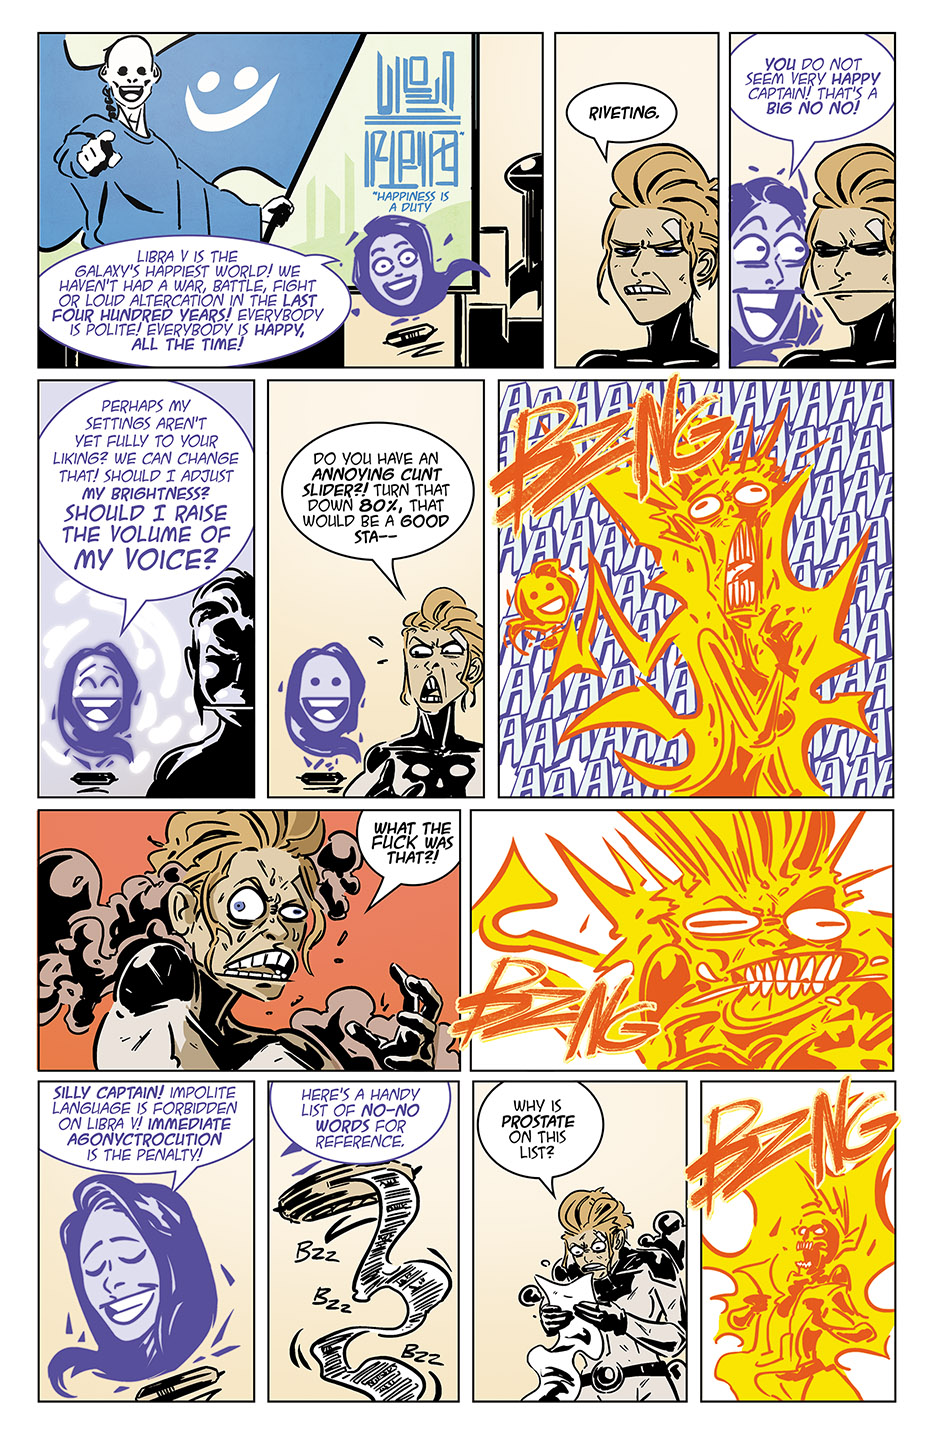 "HAPPINESS IS
A DUTY
LIBRA V IS THE
GALAXY'S HAPPIEST WORLD! WE
HAVEN'T HAD A WAR, BATTLE, FIGHT
OR LOUD ALTERCATION IN THE LAST
FOUR HUNDRED YEARS! EVERYBODY
IS POLITE! EVERYBODY IS HAPPY,
ALL THE TIME!
RIVETING.
YOU DO NOT
SEEM VERY HAPPY
CAPTAIN! THAT'S A
BIG NO NO!
PERHAPS MY
SETTINGS AREN'T
YET FULLY TO YOUR
LIKING? WE CAN CHANGE
THAT! SHOULD I ADJUST
MY BRIGHTNESS?
SHOULD I RAISE
THE VOLUME OF
MY VOICE?
DO YOU HAVE AN
ANNOYING CUNT
SLIDER?! TURN THAT
DOWN 80%, THAT
WOULD BE A GOOD
STA--
BZNG
WHAT THE
FUCK WAS
THAT?!
BZZ-NG
SILLY CAPTAIN! IMPOLITE
LANGUAGE IS FORBIDDEN
ON LIBRA V! IMMEDIATE
AGONYCTROCUTION
IS THE PENALTY!
HERE'S A HANDY
LIST OF NO-NO
WORDS FOR
REFERENCE.
BZZ
BZZ
BZZ
WHY IS
PROSTATE
ON THIS
LIST?
BZNG